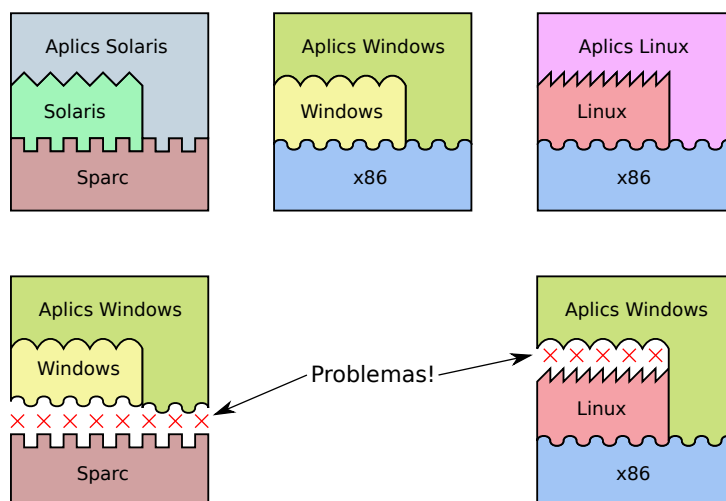 Aplics Solaris
Solaris
Sparc
Aplics Windows
Windows
x86
Aplics Linux
Linux
x86
Aplics Windows
Windows
Sparc
Problemas!
Aplics Windows
Linux
x86